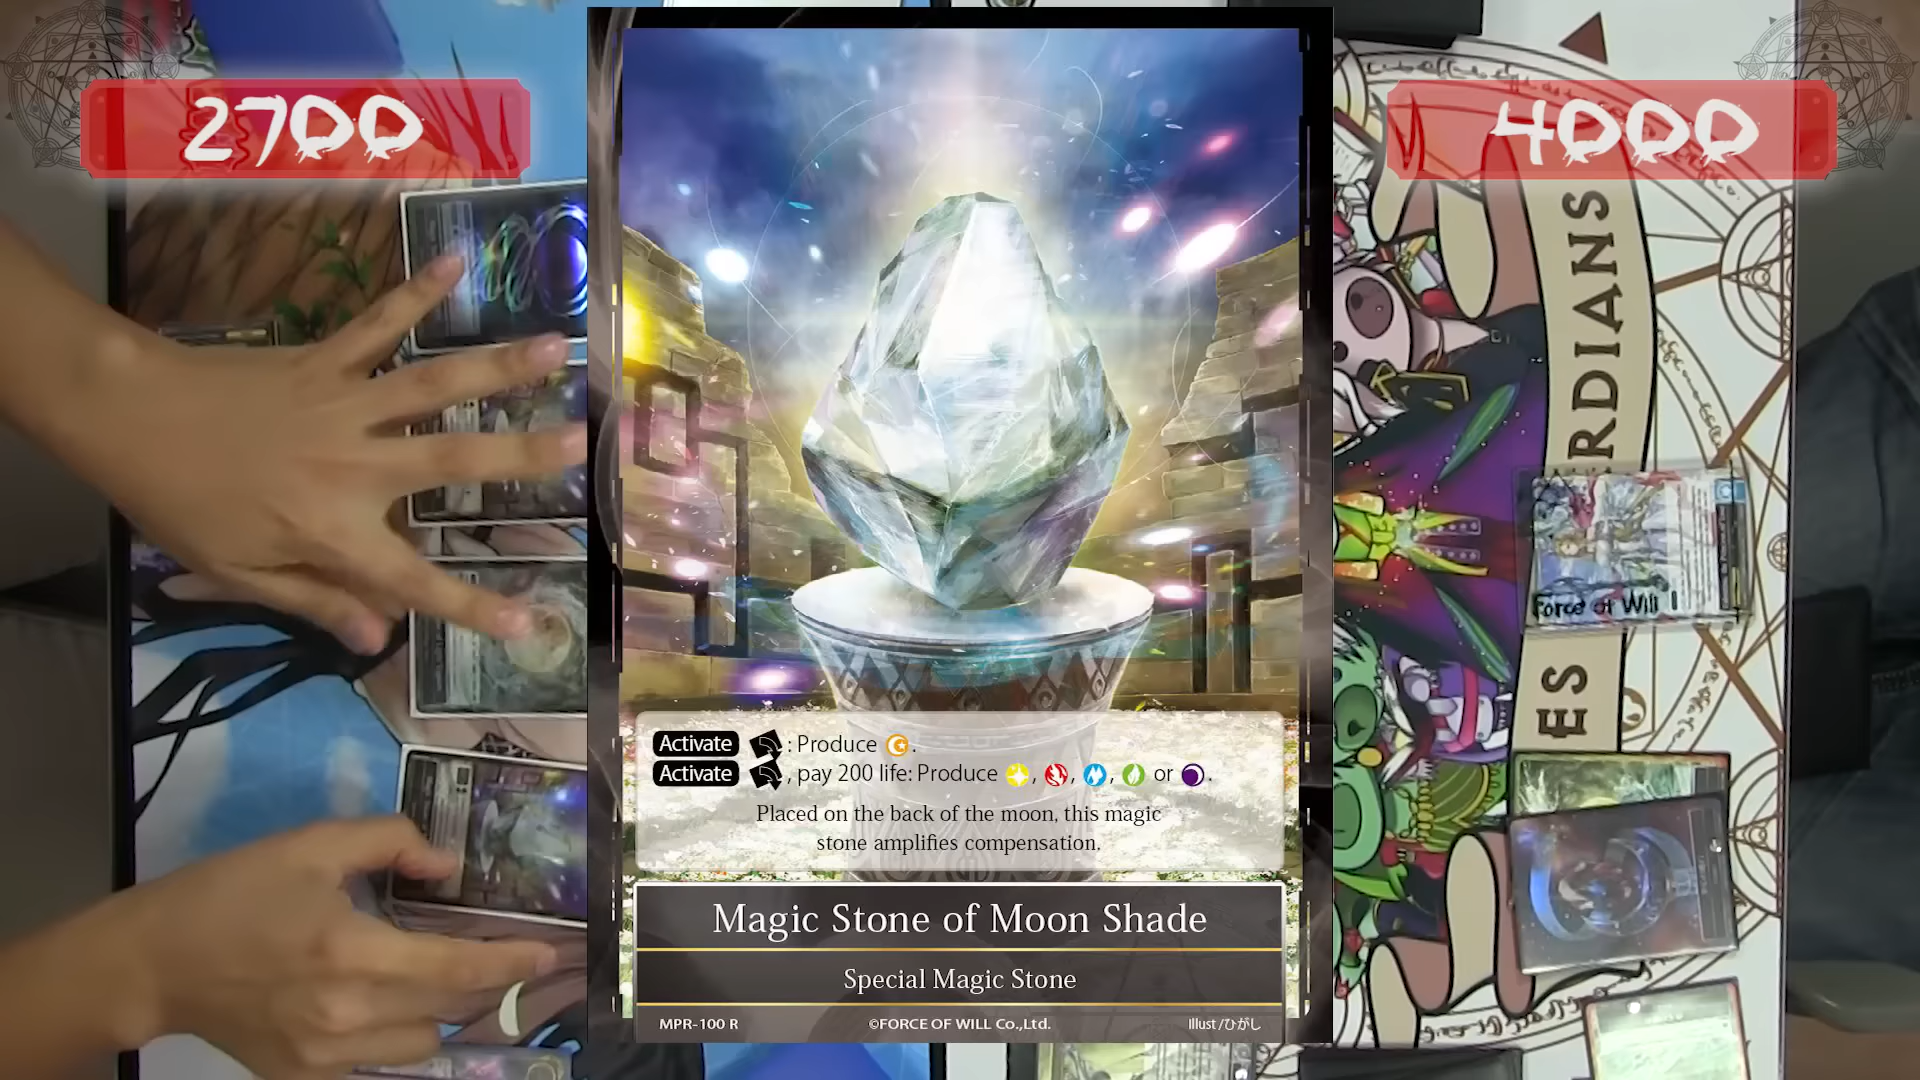 2700
4000
Activate : Produce .
Activate , pay 200 life: Produce , , , or .
Placed on the back of the moon, this magic
stone amplifies compensation.
Magic Stone of Moon Shade
Special Magic Stone
MPR-100 R ©FORCE OF WILL Co.,Ltd. Illust/ひがし
RDIANS
ES
Force of Will